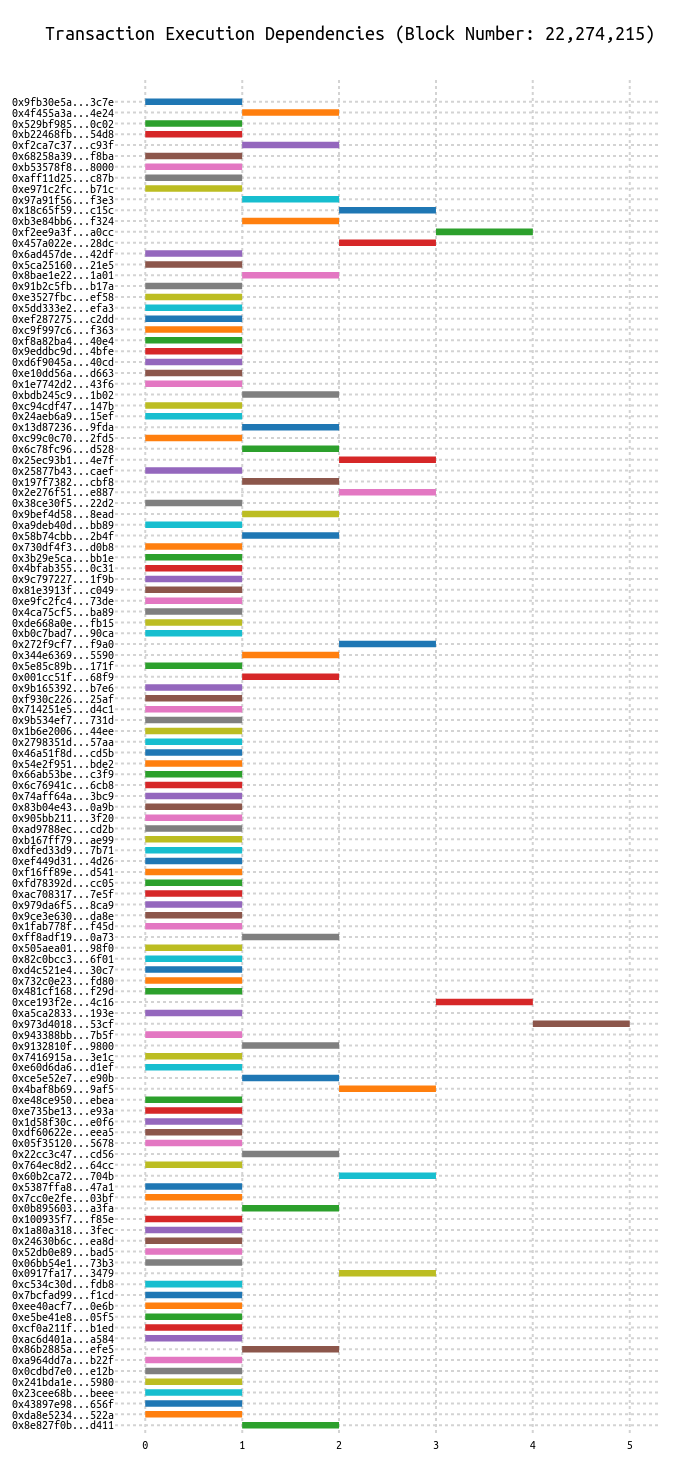 Transaction Execution Dependencies (Block Number: 22,274,215)
0x9fb30e5a...3c7e
0x4f455a3a...4e24
0x529bf985...0c02
0xb22468fb...54d8
0xf2ca7c37...c93f
0x68258a39...f8ba
0xb53578f8...8000
0xaff11d25...c87b
0xe971c2fc...b71c
0x97a91f56...f3e3
0x18c65f59...c15c
0xb3e84bb6...f324
0xf2ee9a3f...a0cc
0x457a022e...28dc
0x6ad457de...42df
0x5ca25160...21e5
0x8bae1e22...1a01
0x91b2c5fb...b17a
0xe3527fbc...ef58
0x5dd333e2...efa3
0xef287275...c2dd
0xc9f997c6...f363
0xf8a82ba4...40e4
0x9eddbc9d...4bfe
0xd6f9045a...40cd
0xe10dd56a...d663
0x1e7742d2...43f6
0xbdb245c9...1b02
0xc94cdf47...147b
0x24aeb6a9...15ef
0x13d87236...9fda
0xc99c0c70...2fd5
0x6c78fc96...d528
0x25ec93b1...4e7f
0x25877b43...caef
0x197f7382...cbf8
0x2e276f51...e887
0x38ce30f5...22d2
0x9bef4d58...8ead
0xa9deb40d...bb89
0x58b74cbb...2b4f
0x730df4f3...d0b8
0x3b29e5ca...bb1e
0x4bfab355...0c31
0x9c797227...1f9b
0x81e3913f...c049
0xe9fc2fc4...73de
0x4ca75cf5...ba89
0xde668a0e...fb15
0xb0c7bad7...90ca
0x272f9cf7...f9a0
0x344e6369...5590
0x5e85c89b...171f
0x001cc51f...68f9
0x9b165392...b7e6
0xf930c226...25af
0x714251e5...d4c1
0x9b534ef7...731d
0x1b6e2006...44ee
0x2798351d...57aa
0x46a51f8d...cd5b
0x54e2f951...bde2
0x66ab53be...c3f9
0x6c76941c...6cb8
0x74aff64a...3bc9
0x83b04e43...0a9b
0x905bb211...3f20
0xad9788ec...cd2b
0xb167ff79...ae99
0xdfed33d9...7b71
0xef449d31...4d26
0xf16ff89e...d541
0xfd78392d...cc05
0xac708317...7e5f
0x979da6f5...8ca9
0x9ce3e630...da8e
0x1fab778f...f45d
0xff8adf19...0a73
0x505aea01...98f0
0x82c0bcc3...6f01
0xd4c521e4...30c7
0x732c0e23...fd80
0x481cf168...f29d
0xce193f2e...4c16
0xa5ca2833...193e
0x973d4018...53cf
0x943388bb...7b5f
0x9132810f...9800
0x7416915a...3e1c
0xe60d6da6...d1ef
0xce5e52e7...e90b
0x4baf8b69...9af5
0xe48ce950...ebea
0xe735be13...e93a
0x1d58f30c...e0f6
0xdf60622e...eea5
0x05f35120...5678
0x22cc3c47...cd56
0x764ec8d2...64cc
0x60b2ca72...704b
0x5387ffa8...47a1
0x7cc0e2fe...03bf
0x0b895603...a3fa
0x100935f7...f85e
0x1a80a318...3fec
0x24630b6c...ea8d
0x52db0e89...bad5
0x06bb54e1...73b3
0x0917fa17...3479
0xc534c30d...fdb8
0x7bcfad99...f1cd
0xee40acf7...0e6b
0xe5be41e8...05f5
0xcf0a211f...b1ed
0xac6d401a...a584
0x86b2885a...efe5
0xa964dd7a...b22f
0x0cdbd7e0...e12b
0x241bda1e...5980
0x23cee68b...beee
0x43897e98...656f
0xda8e5234...522a
0x8e827f0b...d411
0 1 2 3 4 5